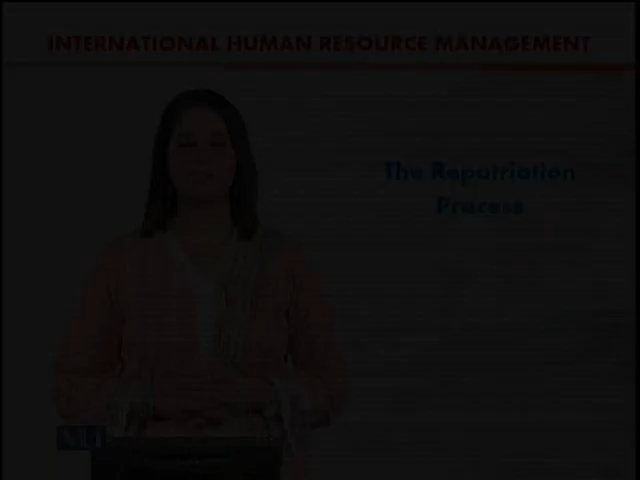 INTERNATIONAL HUMAN RESOURCE MANAGEMENT
The Repatriation
Process